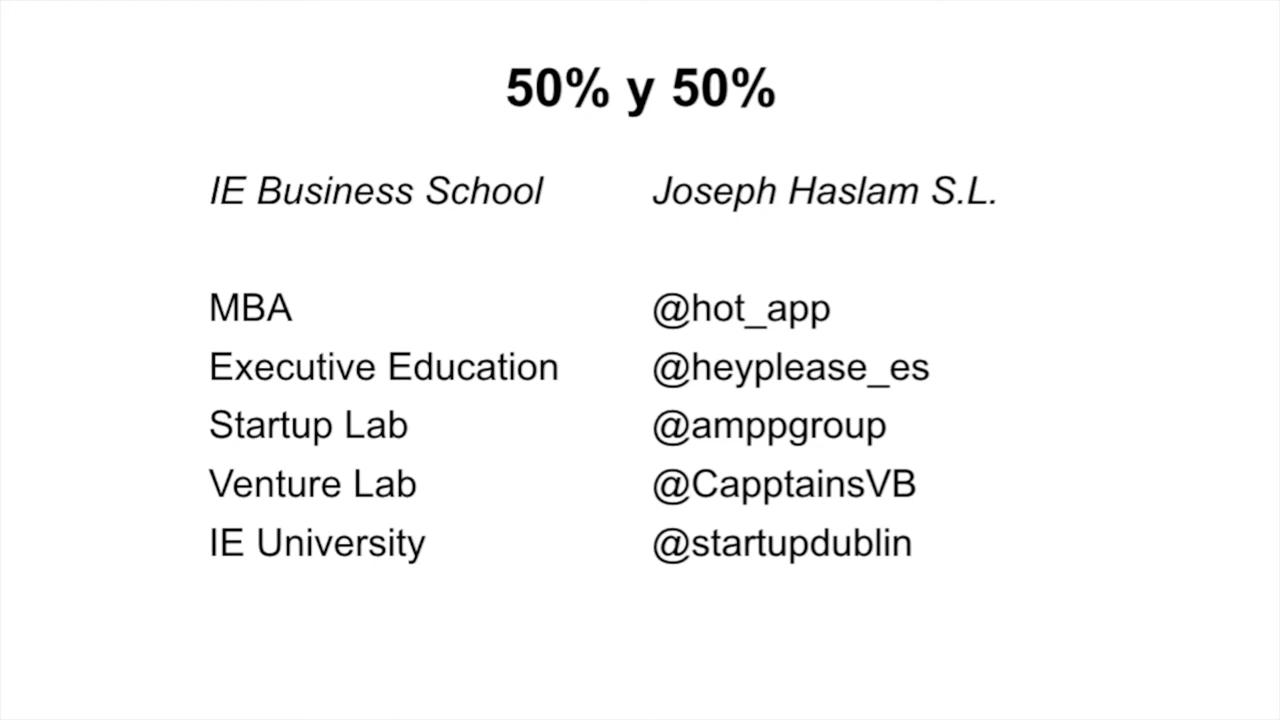 50% y 50%
IE Business School
Joseph Haslam S.L.
MBA
@hot_app
Executive Education
@heyplease_es
Startup Lab
@amppgroup
Venture Lab
@CapptainsVB
IE University
@startupdublin